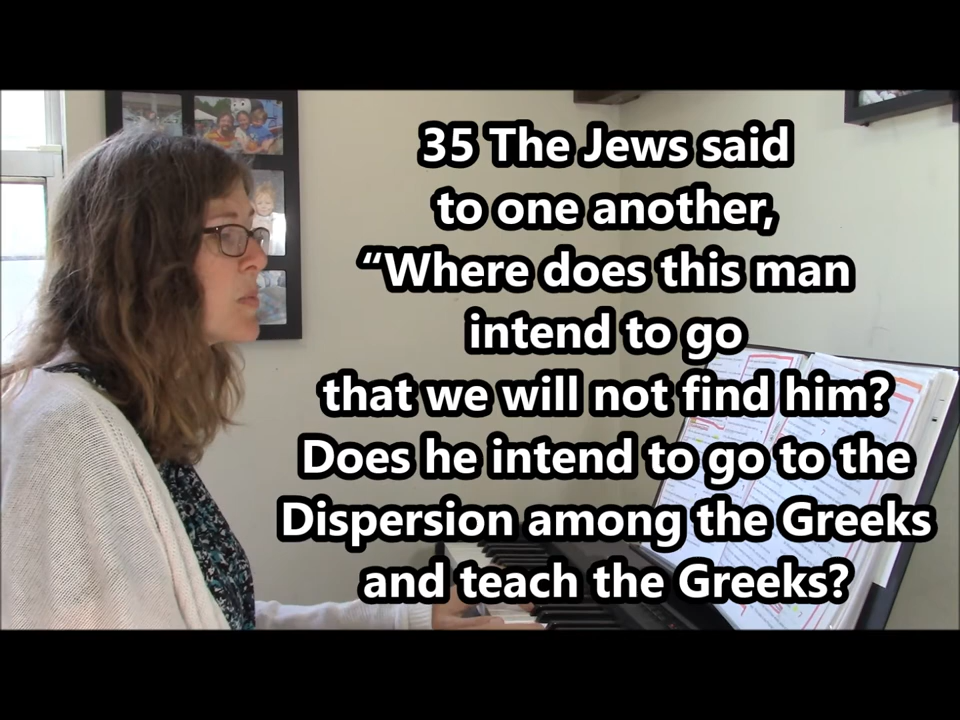 35 The Jews said
to one another,
“Where does this man
intend to go
that we will not find him?
Does he intend to go to the
Dispersion among the Greeks
and teach the Greeks?